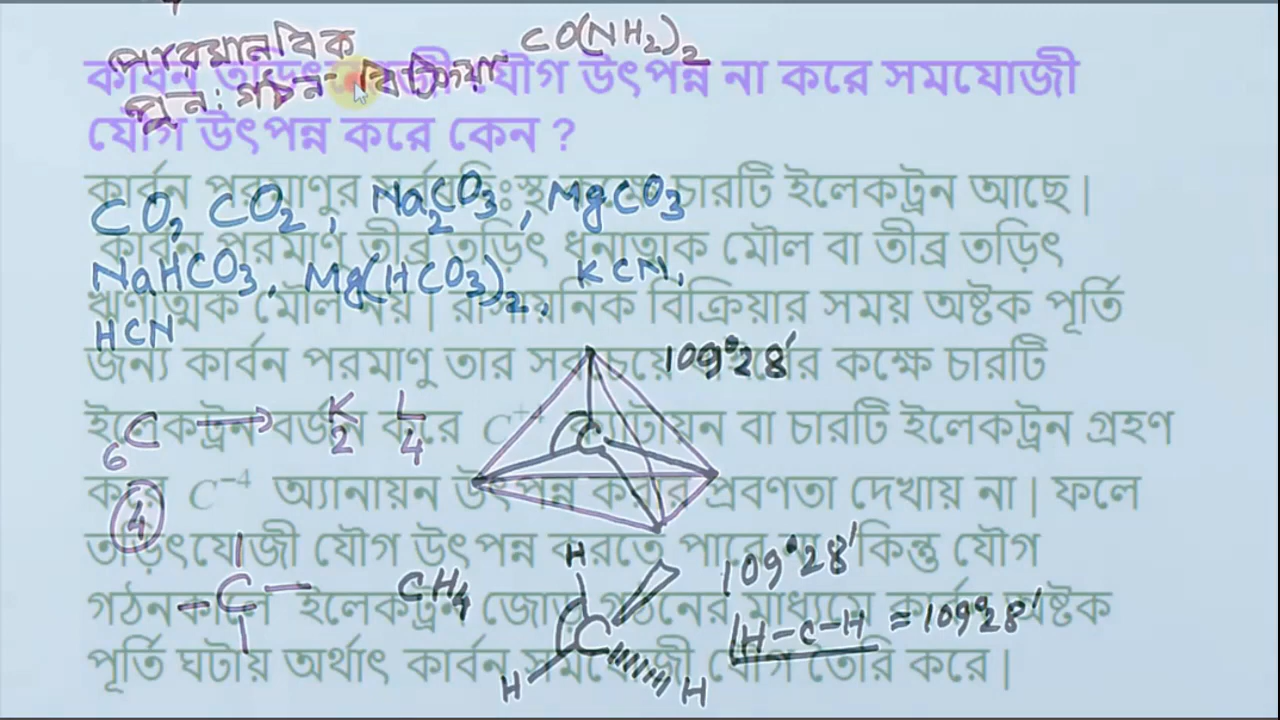 পারমানবিক CO(NH2)2
পুন: গঠন বিক্রিয়া
কার্বন তড়িৎ যোজী যৌগ উৎপন্ন না করে সমযোজী
যৌগ উৎপন্ন করে কেন ?
কার্বন পরমাণুর সর্ববহিঃস্থ কক্ষে চারটি ইলেকট্রন আছে |
CO, CO2, Na2CO3, MgCO3
কার্বন পরমাণু তীব্র তড়িৎ ধনাত্মক মৌল বা তীব্র তড়িৎ
NaHCO3, Mg(HCO3)2, KCN,
ঋণাত্মক মৌল নয় | রাসায়নিক বিক্রিয়ার সময় অষ্টক পূর্তি
HCN
জন্য কার্বন পরমাণু তার সবচেয়ে কক্ষে চারটি
109°28'
ইলেকট্রন বর্জন করে C+4 ক্যাটায়ন বা চারটি ইলেকট্রন গ্রহণ
6C → K L
2 4
C
করে C−4 অ্যানায়ন উৎপন্ন করার প্রবণতা দেখায় না | ফলে
4
তড়িৎযোজী যৌগ উৎপন্ন করতে পারে না | কিন্তু যৌগ
H 109°28'
গঠনকালে ইলেকট্রন জোড় গঠনের মাধ্যমে কার্বন অষ্টক
C CH4 C H-C-H = 109°28'
পূর্তি ঘটায় অর্থাৎ কার্বন সমযোজী যৌগ তৈরি করে |
H H